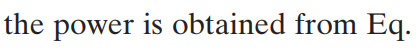 the power is obtained from Eq.